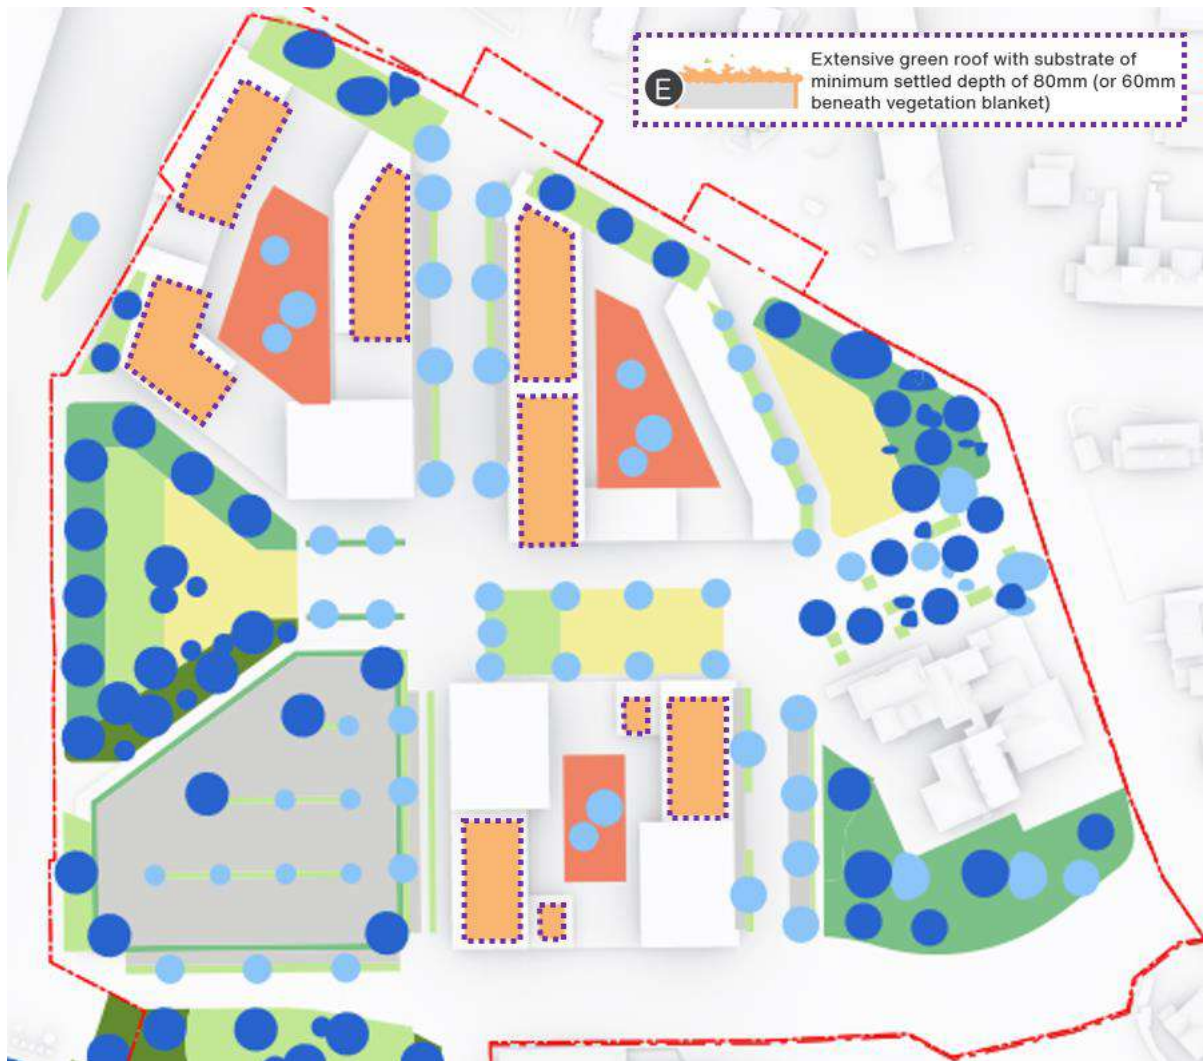 E
Extensive green roof with substrate of
minimum settled depth of 80mm (or 60mm
beneath vegetation blanket)